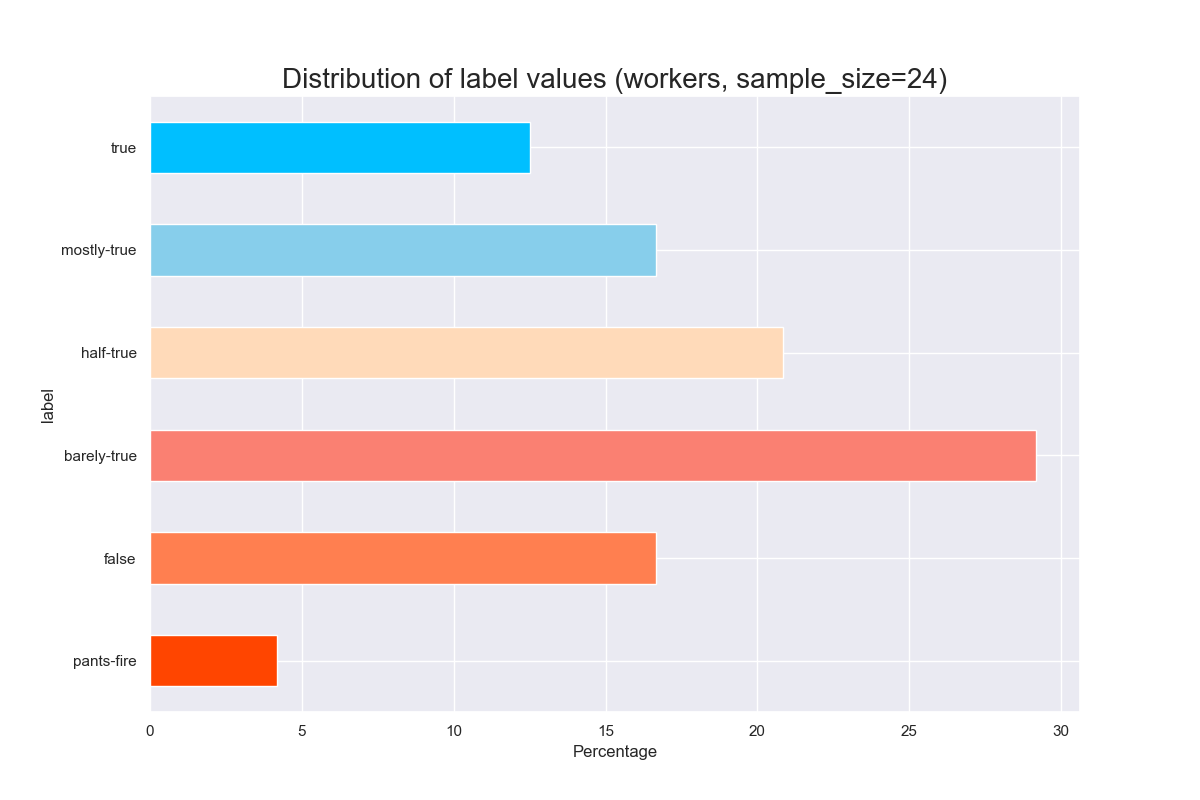 Distribution of label values (workers, sample_size=24)
true
mostly-true
half-true
barely-true
false
pants-fire
label
0 5 10 15 20 25 30
Percentage